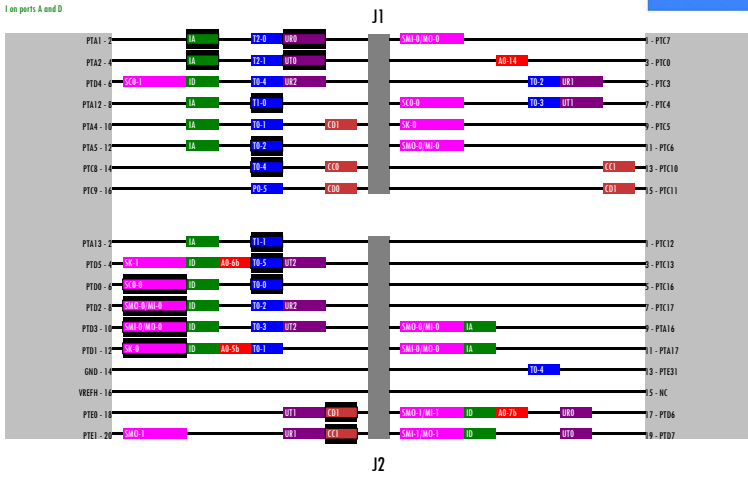 I on ports A and D
J1
PTA1 - 2 IA T2-0 UR0 SMI-0/MO-0 1 - PTC7
PTA2 - 4 IA T2-1 UT0 A0-14 3 - PTC0
PTD4 - 6 SC0-1 ID T0-4 UR2 T0-2 UR1 5 - PTC3
PTA12 - 8 IA T1-0 SC0-0 T0-3 UT1 7 - PTC4
PTA4 - 10 IA T0-1 CD1 SK-0 9 - PTC5
PTA5 - 12 IA T0-2 SMO-0/MI-0 11 - PTC6
PTC8 - 14 T0-4 CC0 CC1 13 - PTC10
PTC9 - 16 P0-5 CD0 CD1 15 - PTC11
PTA13 - 2 IA T1-1 1 - PTC12
PTD5 - 4 SK-1 ID A0-6b T0-5 UT2 3 - PTC13
PTD0 - 6 SC0-0 ID T0-0 5 - PTC16
PTD2 - 8 SMO-0/MI-0 ID T0-2 UR2 7 - PTC17
PTD3 - 10 SMI-0/MO-0 ID T0-3 UT2 SMO-0/MI-0 IA 9 - PTA16
PTD1 - 12 SK-0 ID A0-5b T0-1 SMI-0/MO-0 IA 11 - PTA17
GND - 14 T0-4 13 - PTE31
VREFH - 16 15 - NC
PTE0 - 18 UT1 CD1 SMO-1/MI-1 ID A0-7b UR0 17 - PTD6
PTE1 - 20 SMO-1 UR1 CC1 SMI-1/MO-1 ID UT0 19 - PTD7
J2